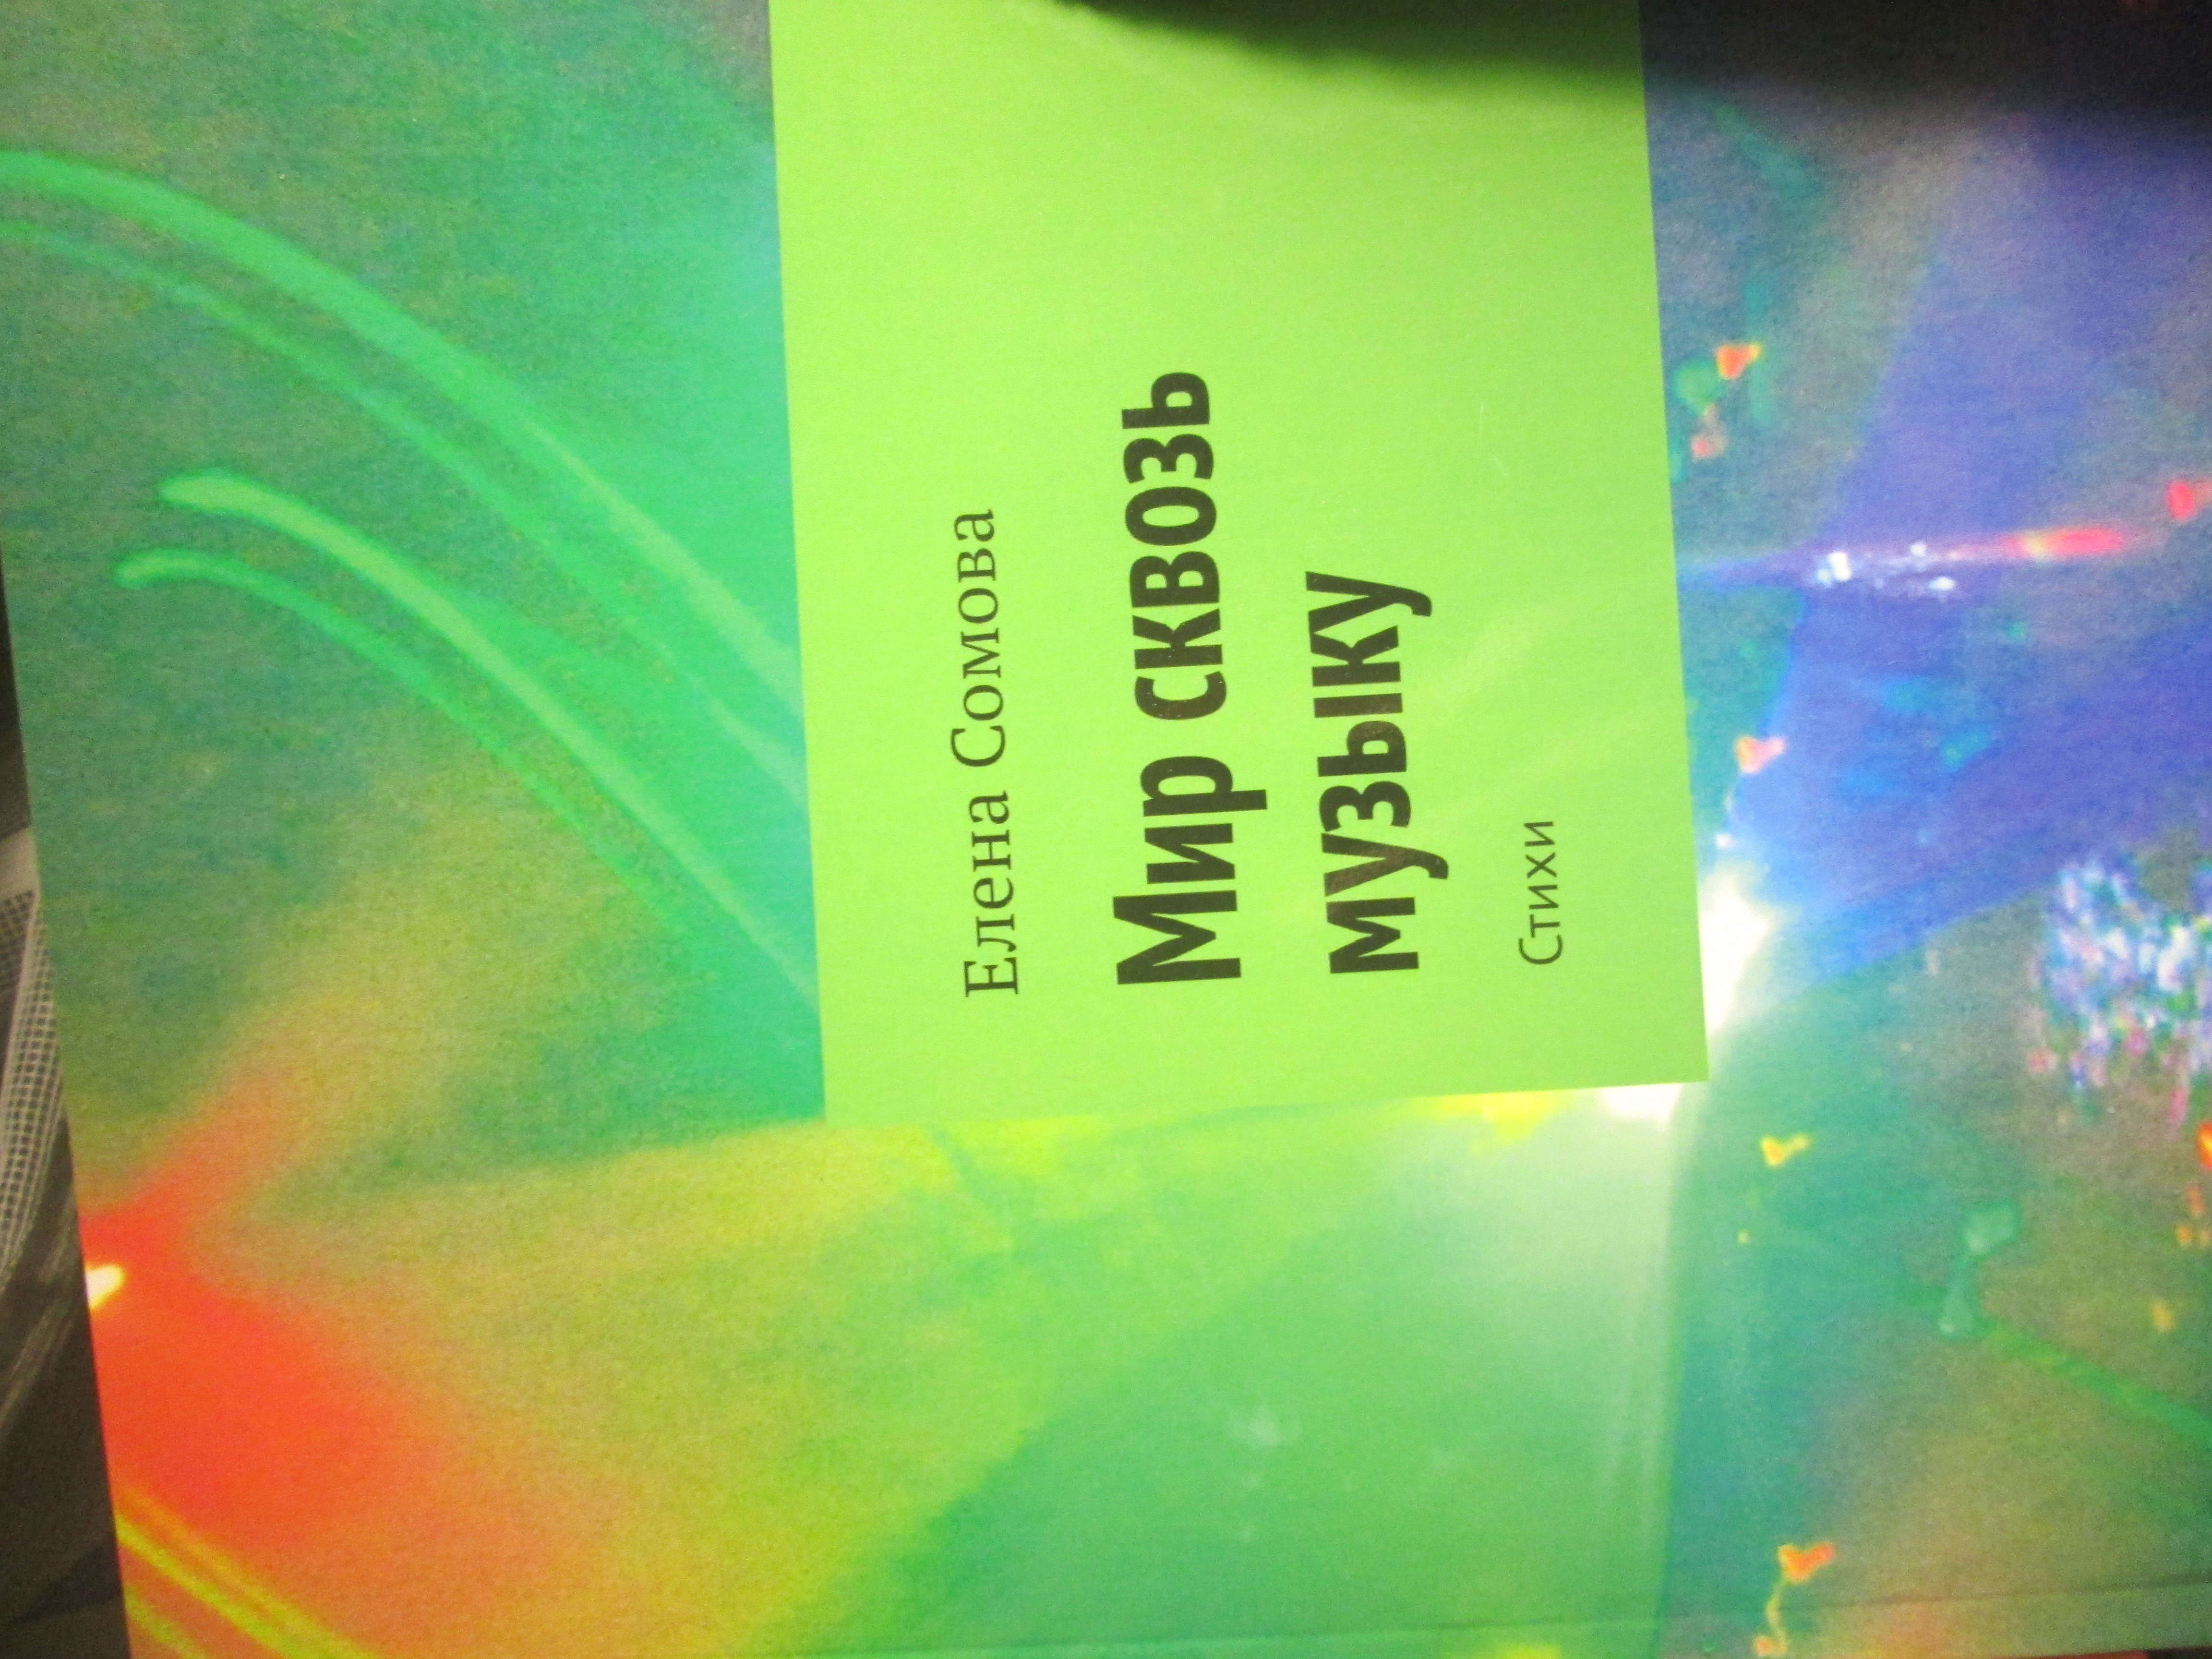 Елена Сомова
Мир сквозь
музыку
Стихи